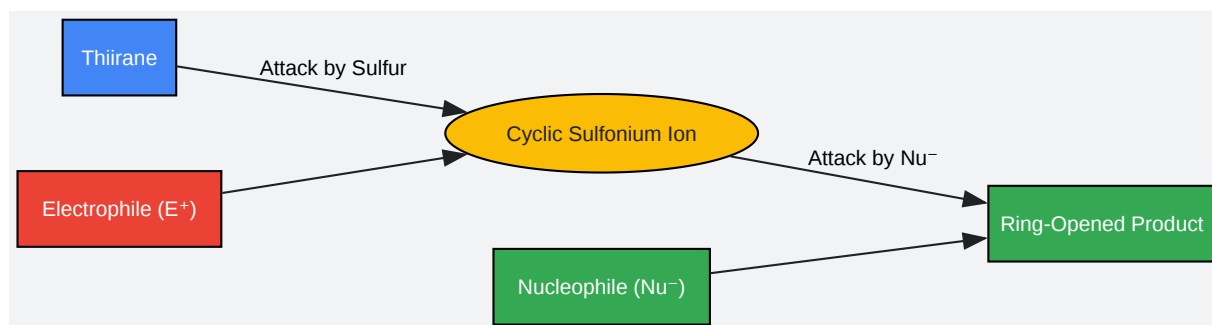 Thiirane
Attack by Sulfur
Cyclic Sulfonium Ion
Attack by Nu⁻
Electrophile (E⁺)
Ring-Opened Product
Nucleophile (Nu⁻)